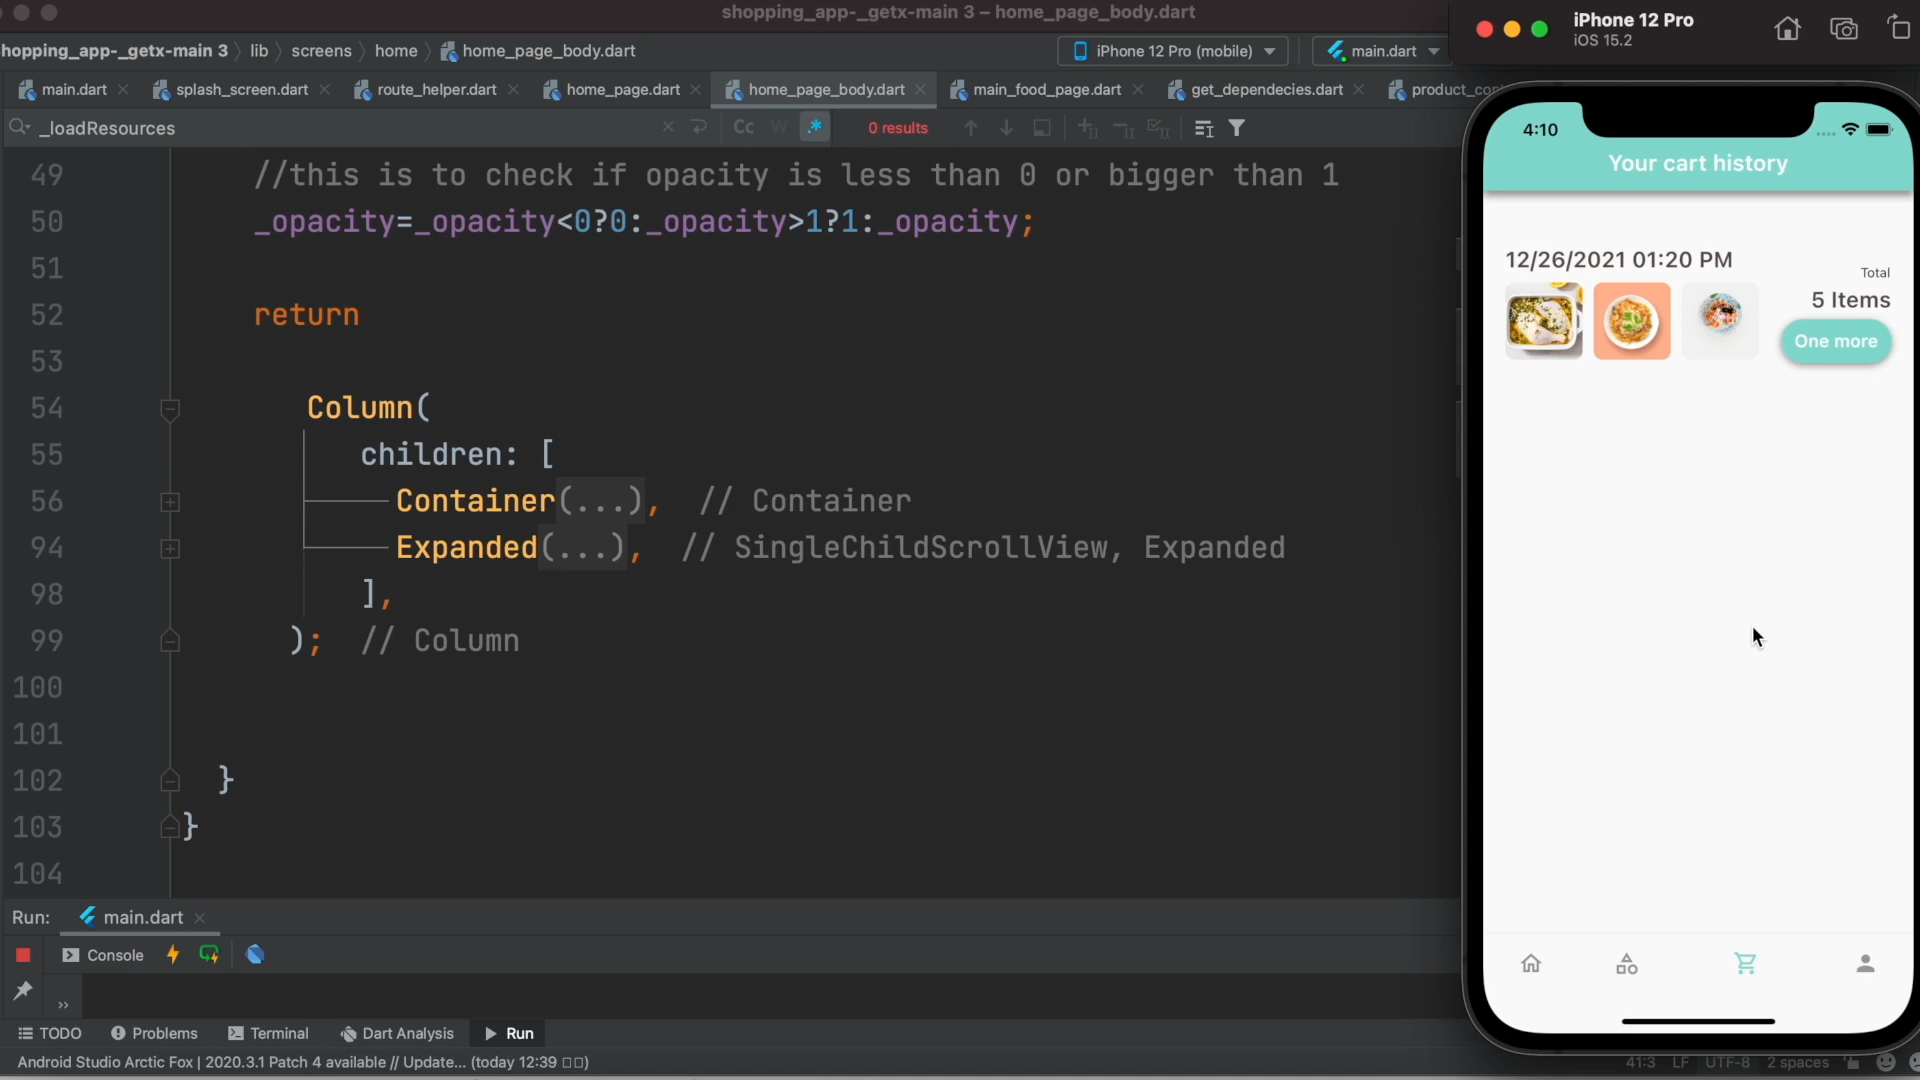 shopping_app-_getx-main 3 – home_page_body.dart
hopping_app-_getx-main 3 lib screens home home_page_body.dart
iPhone 12 Pro (mobile)
main.dart
main.dart splash_screen.dart route_helper.dart home_page.dart home_page_body.dart main_food_page.dart get_dependecies.dart
_loadResources
Cc W .* 0 results
49 //this is to check if opacity is less than 0 or bigger than 1
50 _opacity=_opacity<0?0:_opacity>1?1:_opacity;
51
52 return
53
54 Column(
55 children: [
56 Container(...), // Container
94 Expanded(...), // SingleChildScrollView, Expanded
98 ],
99 ); // Column
100
101
102 }
103 }
104
Run: main.dart
Console
»
TODO Problems Terminal Dart Analysis Run
Android Studio Arctic Fox | 2020.3.1 Patch 4 available // Update... (today 12:39
41:3 LF UTF-8 2 spaces
iPhone 12 Pro
iOS 15.2
4:10
Your cart history
12/26/2021 01:20 PM
Total
5 Items
One more